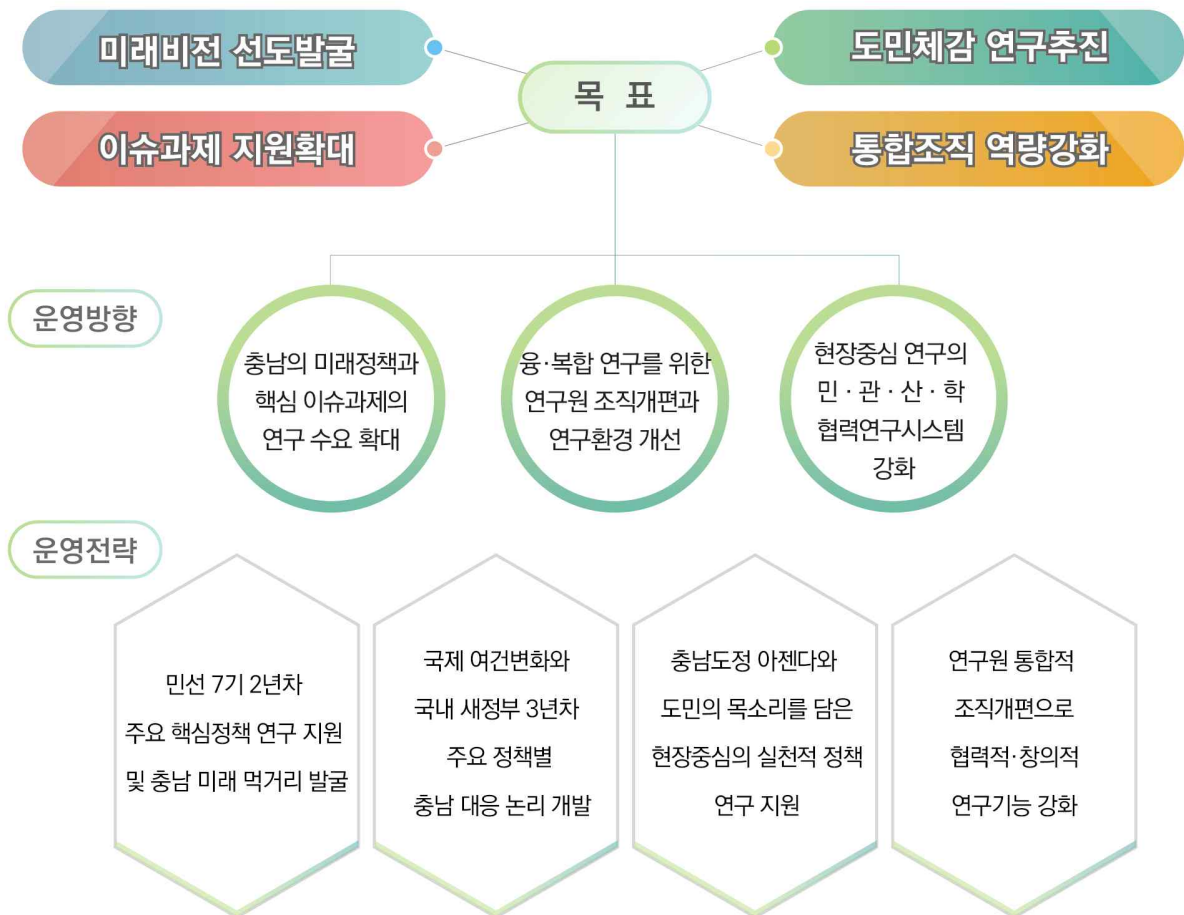 미래비전 선도발굴
도민체감 연구추진
목 표
이슈과제 지원확대
통합조직 역량강화
운영방향
충남의 미래정책과
핵심 이슈과제의
연구 수요 확대
융·복합 연구를 위한
연구원 조직개편과
연구환경 개선
현장중심 연구의
민 · 관 · 산 · 학
협력연구시스템
강화
운영전략
민선 7기 2년차
주요 핵심정책 연구 지원
및 충남 미래 먹거리 발굴
국제 여건변화와
국내 새정부 3년차
주요 정책별
충남 대응 논리 개발
충남도정 아젠다와
도민의 목소리를 담은
현장중심의 실천적 정책
연구 지원
연구원 통합적
조직개편으로
협력적·창의적
연구기능 강화